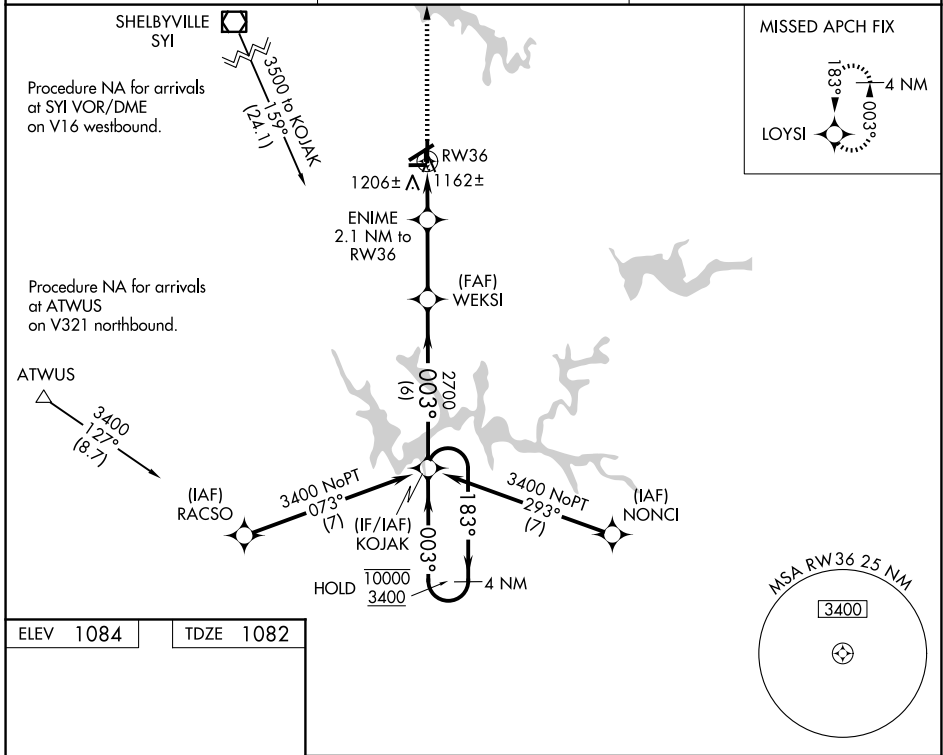 SHELBYVILLE
SYI
Procedure NA for arrivals
at SYI VOR/DME
on V16 westbound.
3500 to KOJAK
159°
(24.1)
MISSED APCH FIX
183°
4 NM
003°
LOYSI
RW36
1206±
1162±
ENIME
2.1 NM to
RW36
(FAF)
WEKSI
Procedure NA for arrivals
at ATWUS
on V321 northbound.
ATWUS
3400
127°
(8.7)
2700
003°
(6)
(IAF)
RACSO
3400 NoPT
073°
(7)
(IF/IAF)
KOJAK
3400 NoPT
293°
(7)
(IAF)
NONCI
003°
183°
HOLD
10000
3400
4 NM
MSA RW36 25 NM
3400
ELEV 1084
TDZE 1082